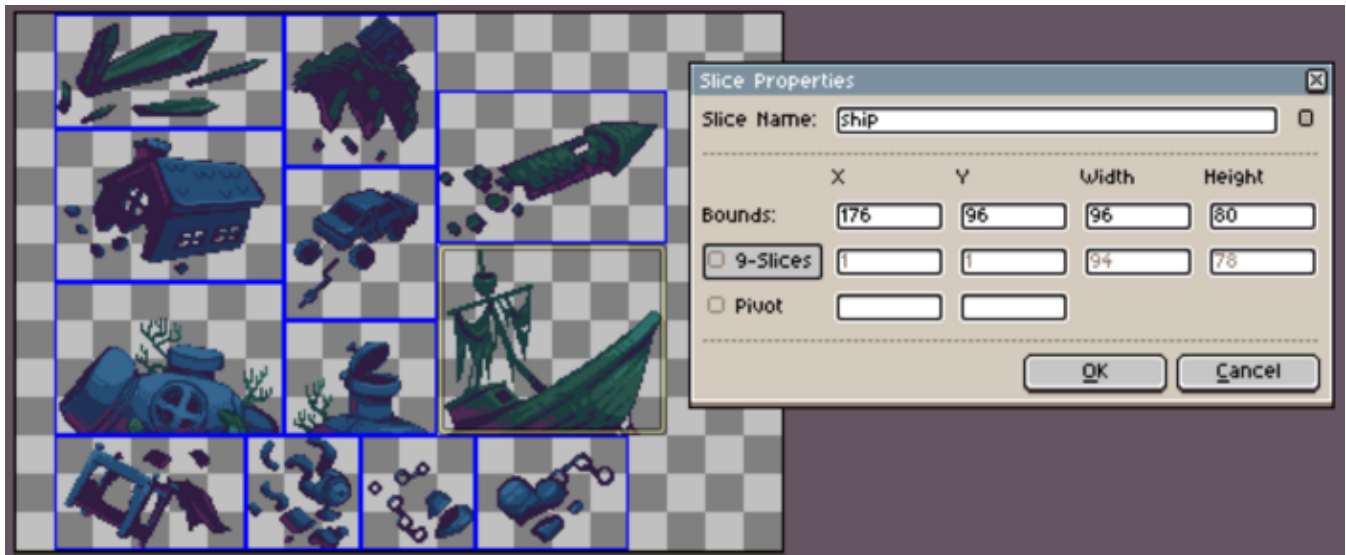 Slice Properties
Slice Name: ship
X Y Width Height
Bounds: 176 96 96 80
9-Slices 1 1 94 78
Pivot
OK Cancel